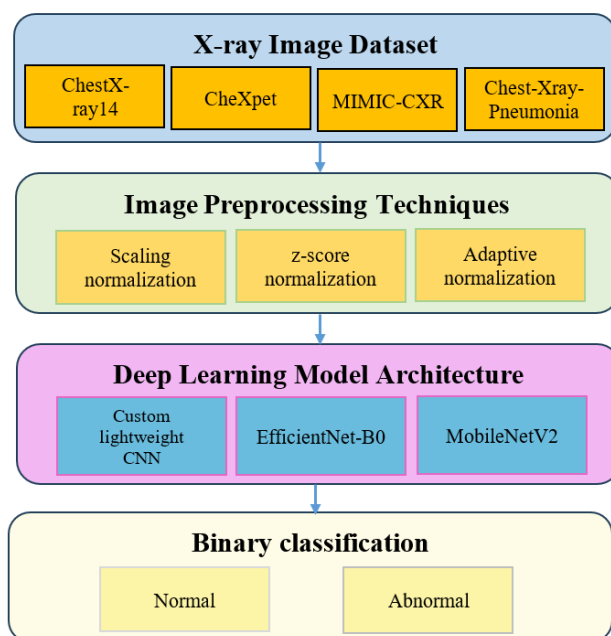 X-ray Image Dataset
ChestX-
ray14
CheXpet
MIMIC-CXR
Chest-Xray-
Pneumonia
Image Preprocessing Techniques
Scaling
normalization
z-score
normalization
Adaptive
normalization
Deep Learning Model Architecture
Custom
lightweight
CNN
EfficientNet-B0
MobileNetV2
Binary classification
Normal
Abnormal